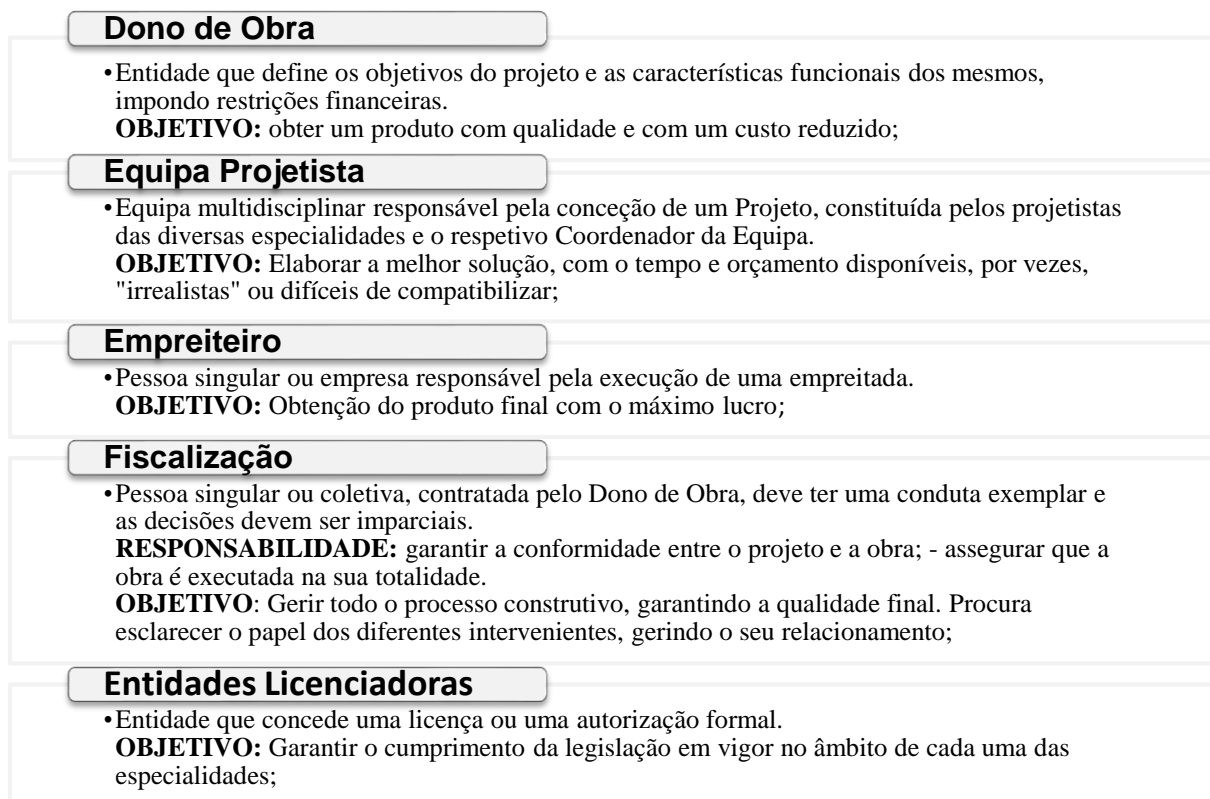 Dono de Obra
•Entidade que define os objetivos do projeto e as características funcionais dos mesmos,
impondo restrições financeiras.
OBJETIVO: obter um produto com qualidade e com um custo reduzido;
Equipa Projetista
•Equipa multidisciplinar responsável pela conceção de um Projeto, constituída pelos projetistas
das diversas especialidades e o respetivo Coordenador da Equipa.
OBJETIVO: Elaborar a melhor solução, com o tempo e orçamento disponíveis, por vezes,
"irrealistas" ou difíceis de compatibilizar;
Empreiteiro
•Pessoa singular ou empresa responsável pela execução de uma empreitada.
OBJETIVO: Obtenção do produto final com o máximo lucro;
Fiscalização
•Pessoa singular ou coletiva, contratada pelo Dono de Obra, deve ter uma conduta exemplar e
as decisões devem ser imparciais.
RESPONSABILIDADE: garantir a conformidade entre o projeto e a obra; - assegurar que a
obra é executada na sua totalidade.
OBJETIVO: Gerir todo o processo construtivo, garantindo a qualidade final. Procura
esclarecer o papel dos diferentes intervenientes, gerindo o seu relacionamento;
Entidades Licenciadoras
•Entidade que concede uma licença ou uma autorização formal.
OBJETIVO: Garantir o cumprimento da legislação em vigor no âmbito de cada uma das
especialidades;